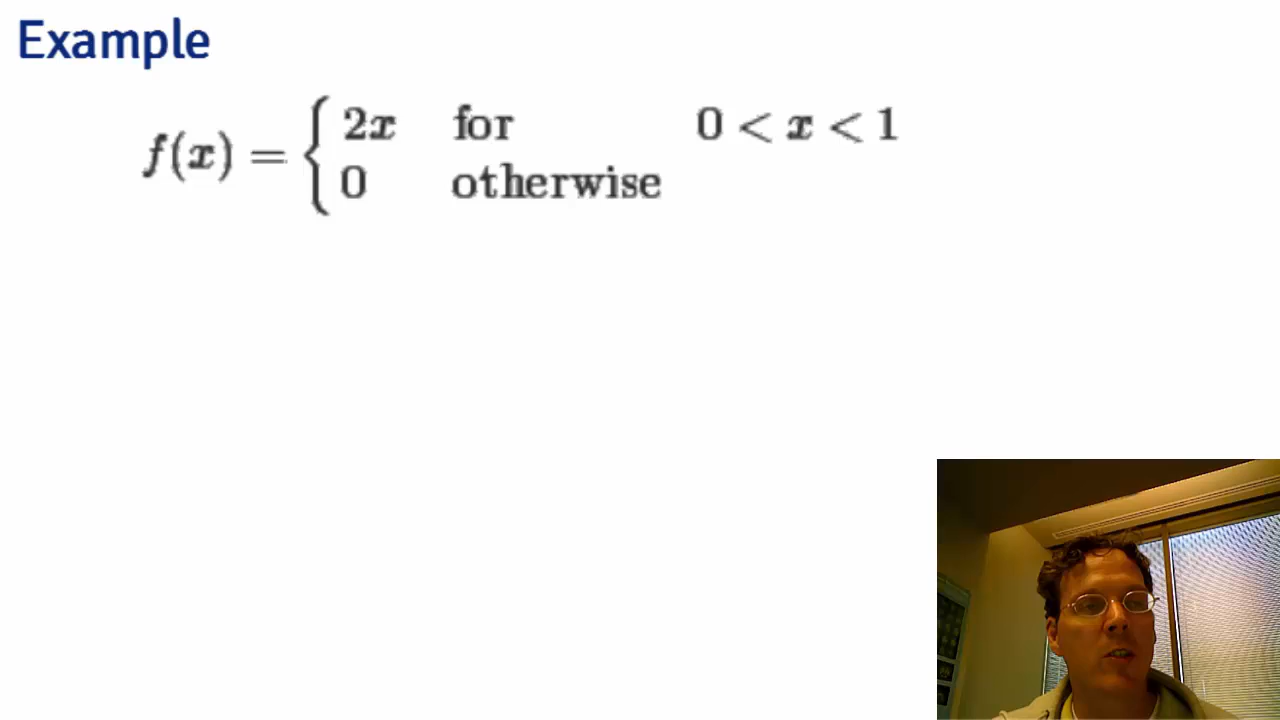 Example
f(x) = { 2x for 0 < x < 1
0 otherwise